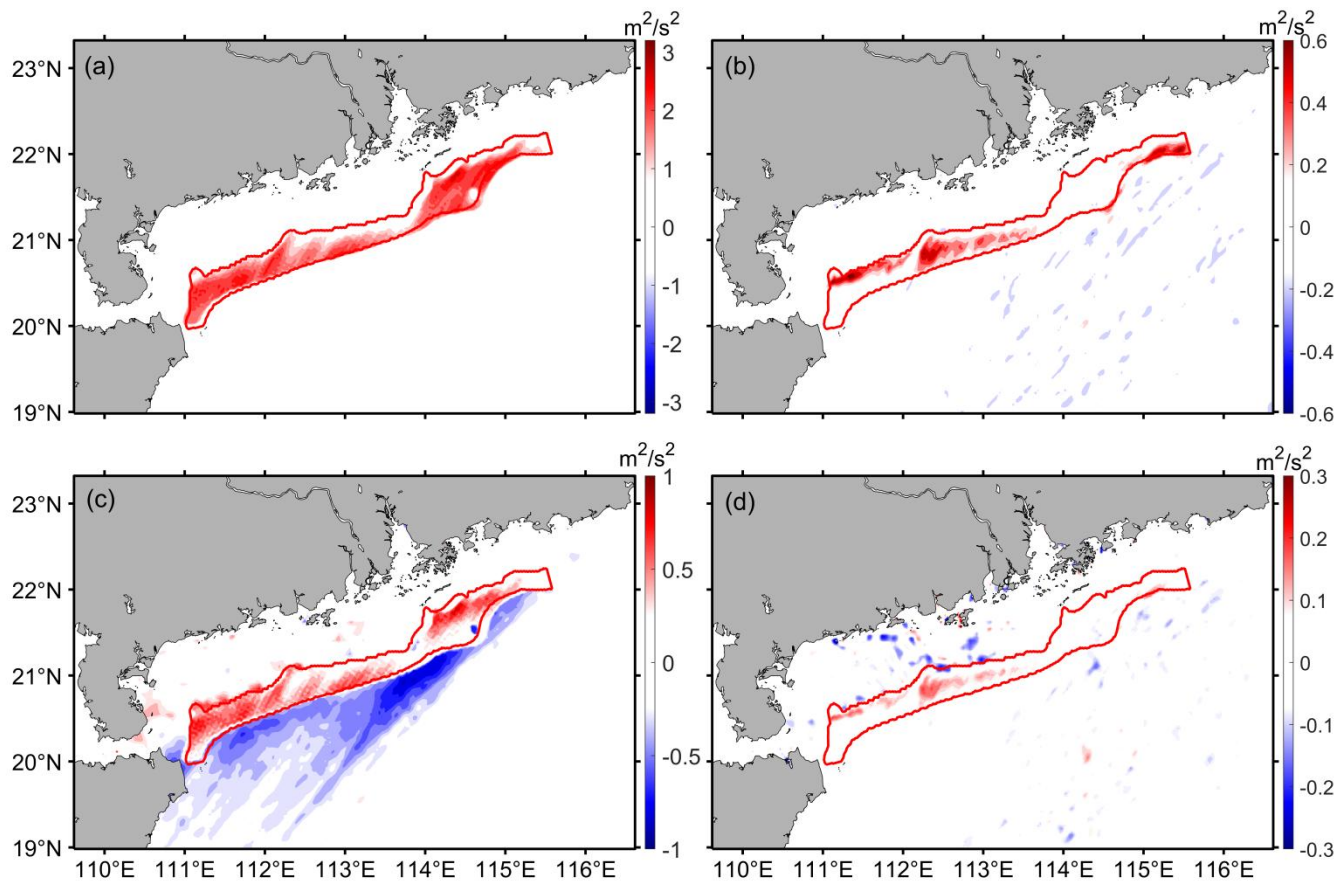 m²/s² m²/s²
(a) (b)
23°N 3 0.6
22°N 2 0.4
1 0.2
21°N 0 0
-1 -0.2
20°N -2 -0.4
19°N -3 -0.6
m²/s² m²/s²
(c) (d)
23°N 1 0.3
0.5 0.2
22°N 0.1
21°N 0 0
-0.1
20°N -0.5 -0.2
19°N -1 -0.3
110°E 111°E 112°E 113°E 114°E 115°E 116°E 110°E 111°E 112°E 113°E 114°E 115°E 116°E